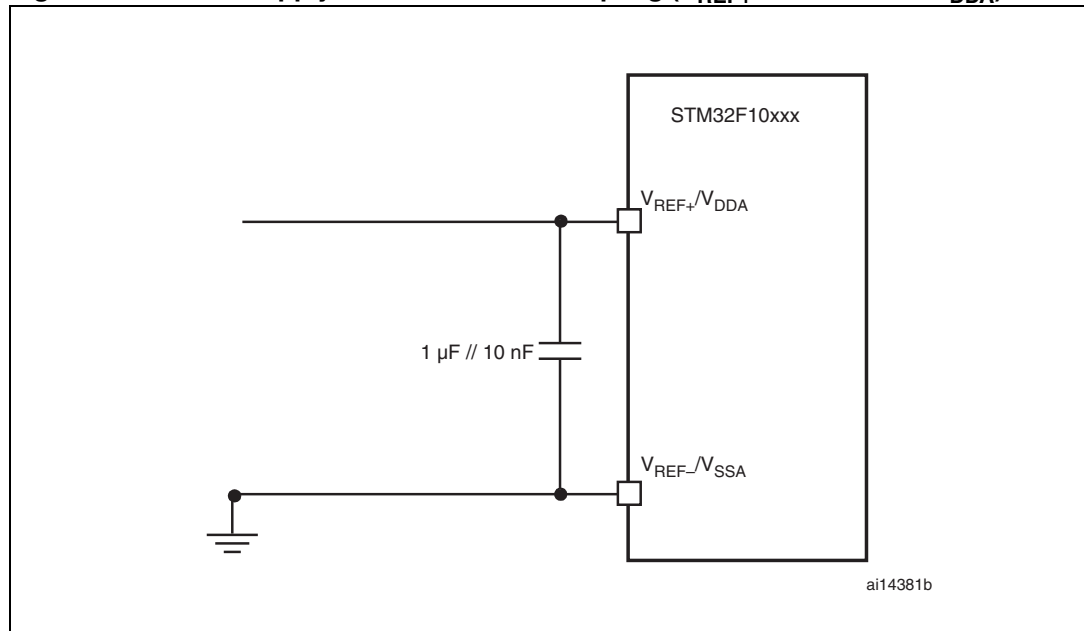 STM32F10xxx
VREF+/VDDA
1 µF // 10 nF
VREF–/VSSA
ai14381b